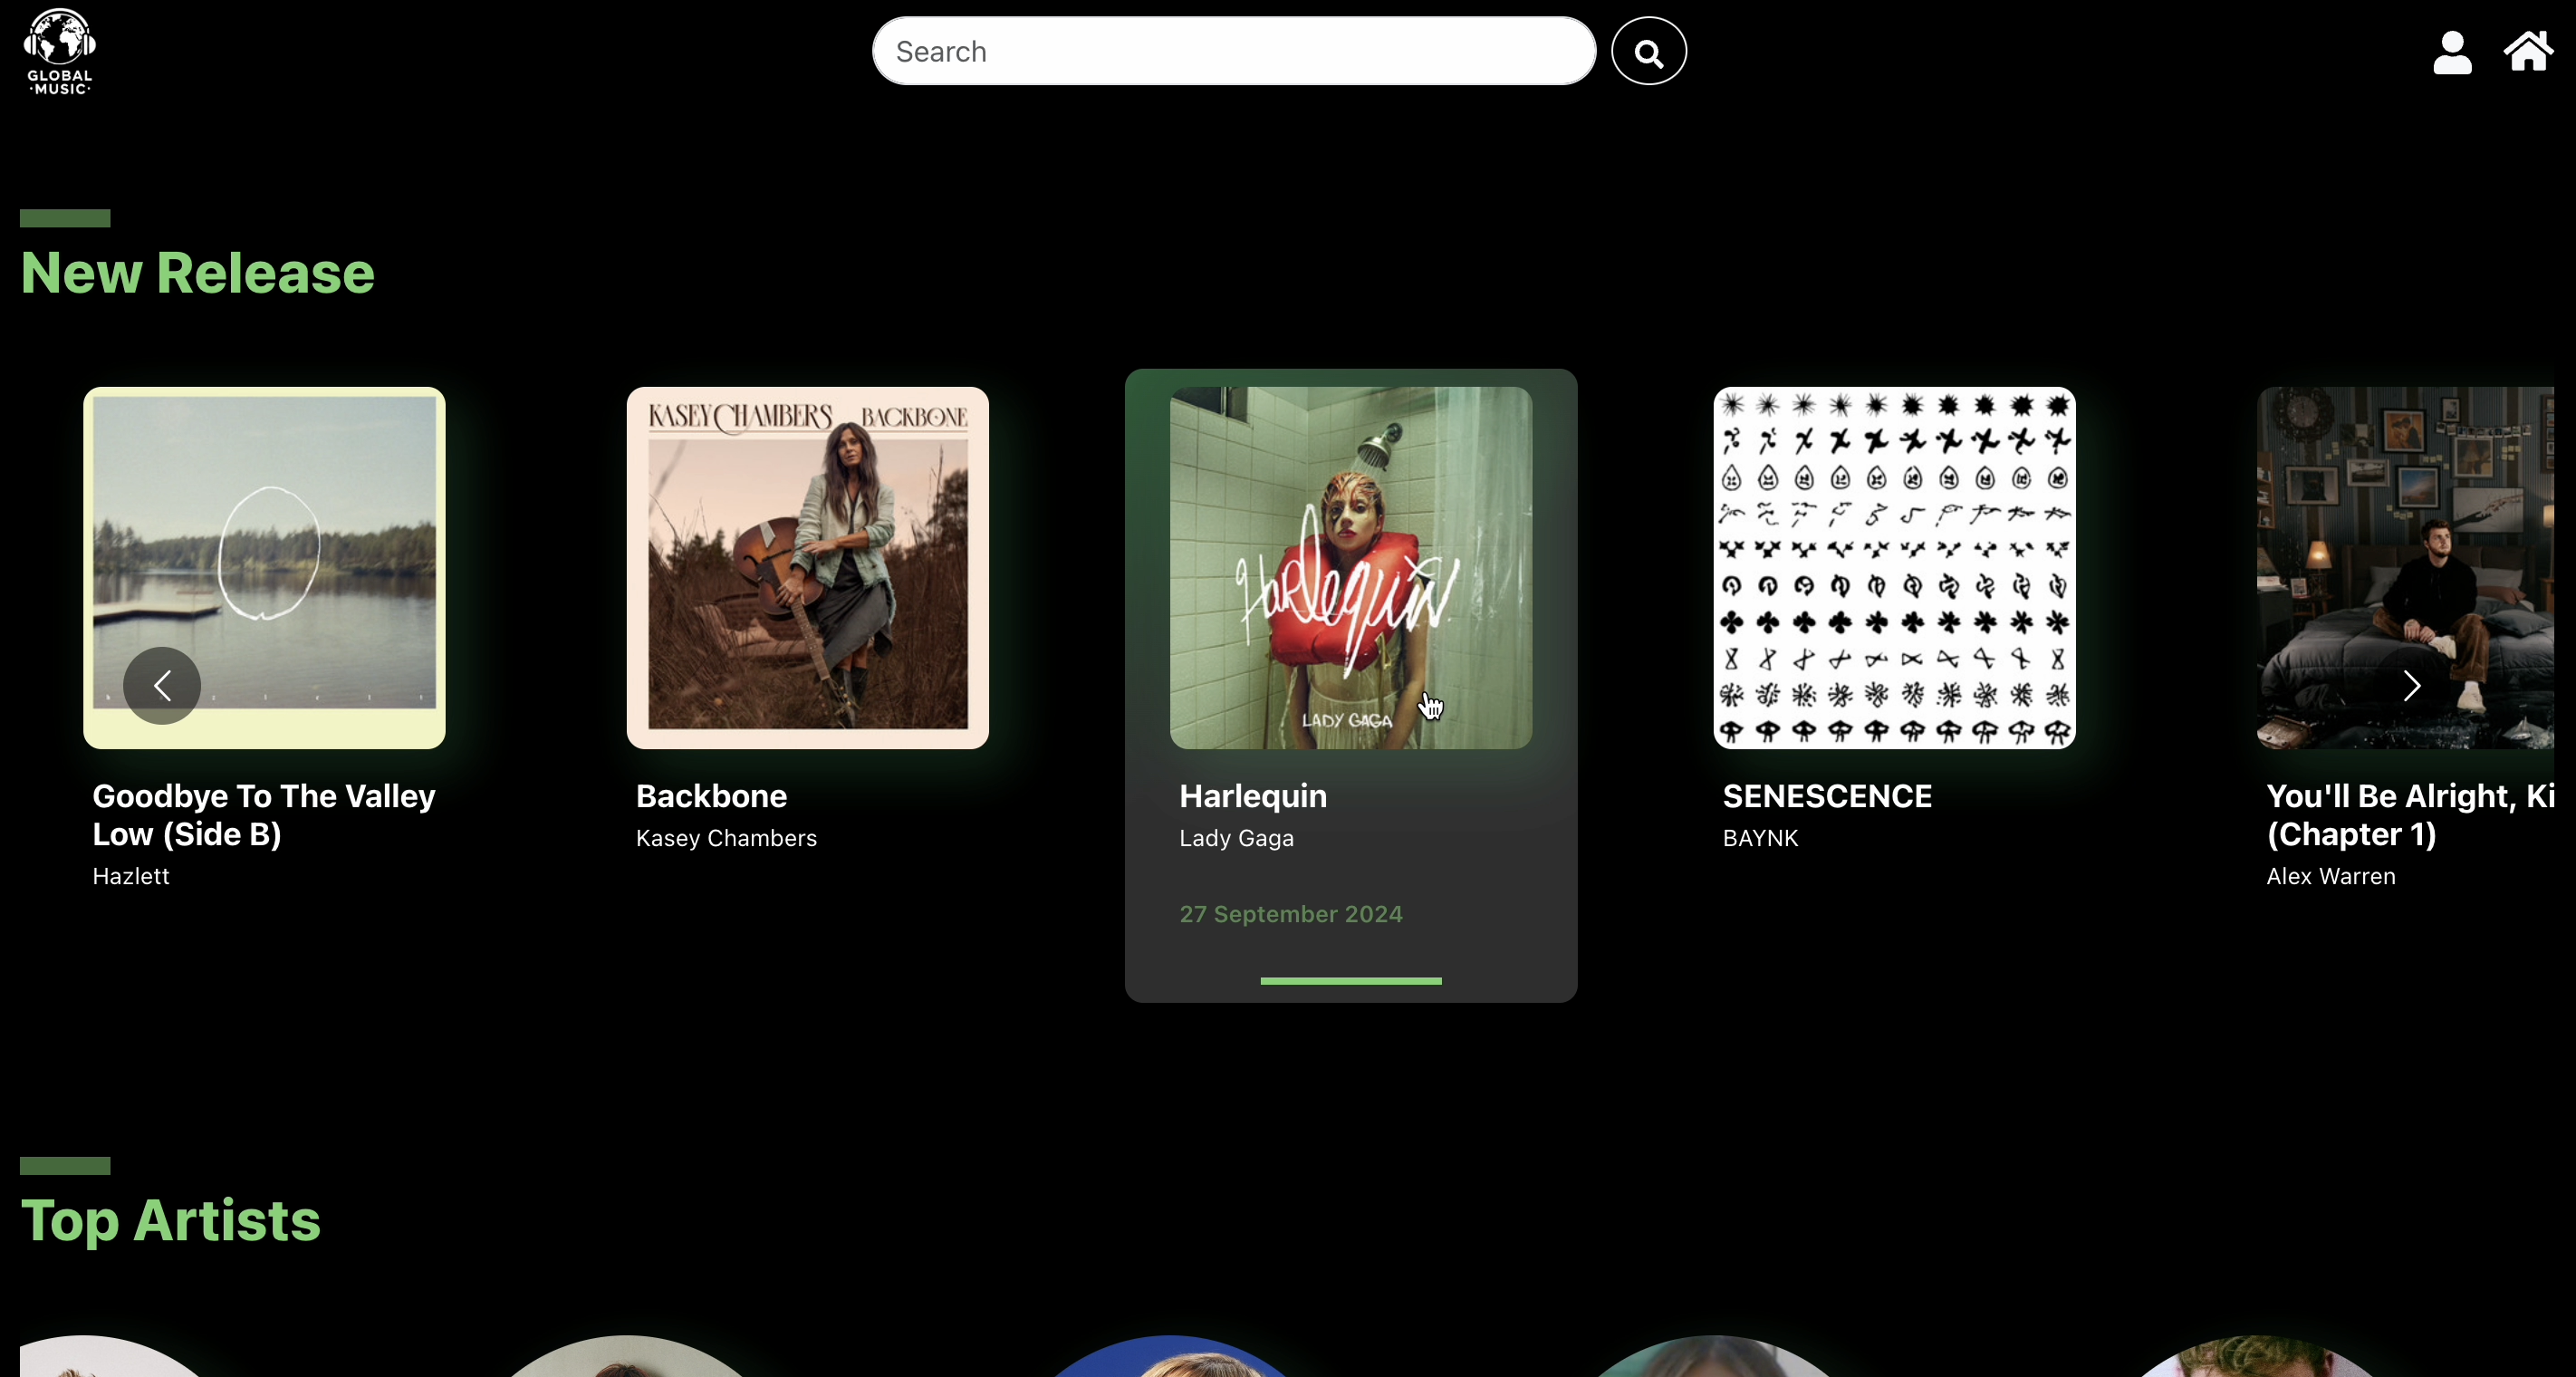 GLOBAL
·MUSIC·
Search
New Release
KASEY CHAMBERS BACKBONE
Harlequin
LADY GAGA
Goodbye To The Valley
Low (Side B)
Hazlett
Backbone
Kasey Chambers
Harlequin
Lady Gaga
27 September 2024
SENESCENCE
BAYNK
You'll Be Alright, Ki
(Chapter 1)
Alex Warren
Top Artists